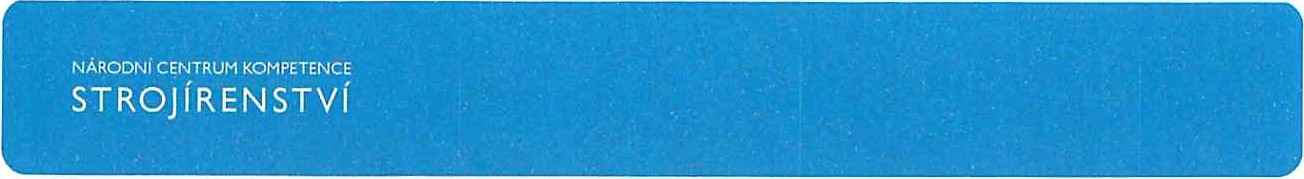 NÁRODNÍ CENTRUM KOMPETENCE
STROJÍRENSTVÍ